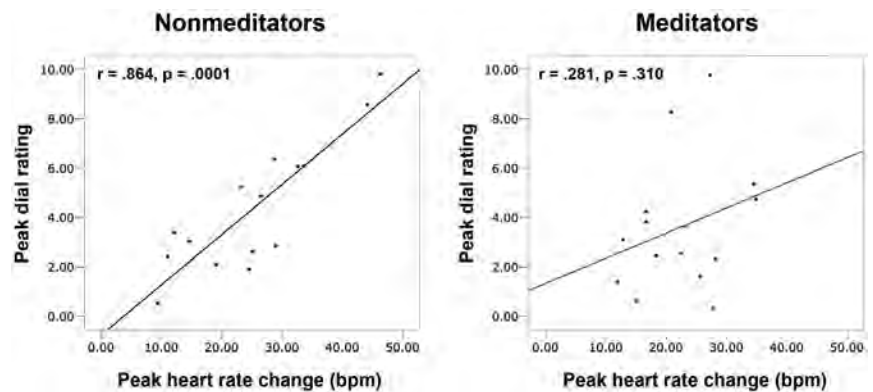 Nonmeditators
r = .864, p = .0001
Peak dial rating
10.00
8.00
6.00
4.00
2.00
0.00
0.00 10.00 20.00 30.00 40.00 50.00
Peak heart rate change (bpm)
Meditators
r = .281, p = .310
Peak dial rating
10.00
8.00
6.00
4.00
2.00
0.00
0.00 10.00 20.00 30.00 40.00 50.00
Peak heart rate change (bpm)